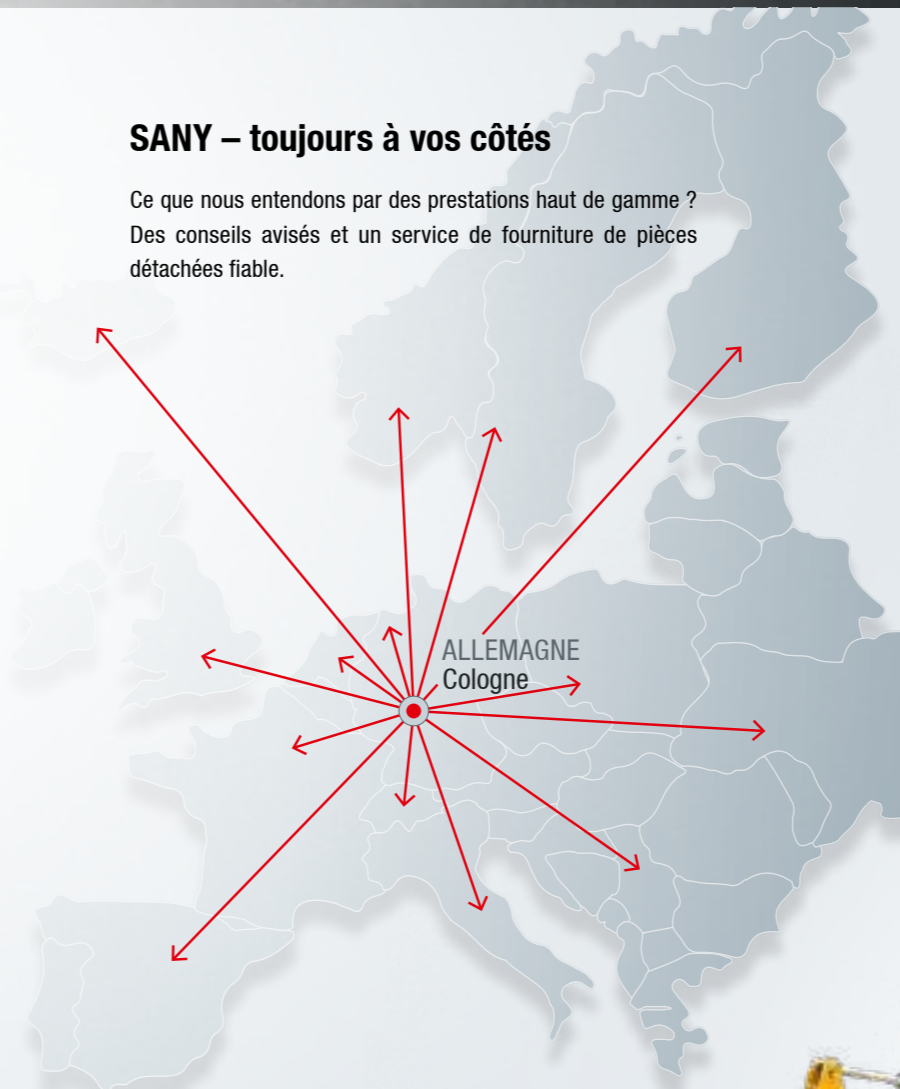 SANY – toujours à vos côtés
Ce que nous entendons par des prestations haut de gamme ?
Des conseils avisés et un service de fourniture de pièces
détachées fiable.
ALLEMAGNE
Cologne